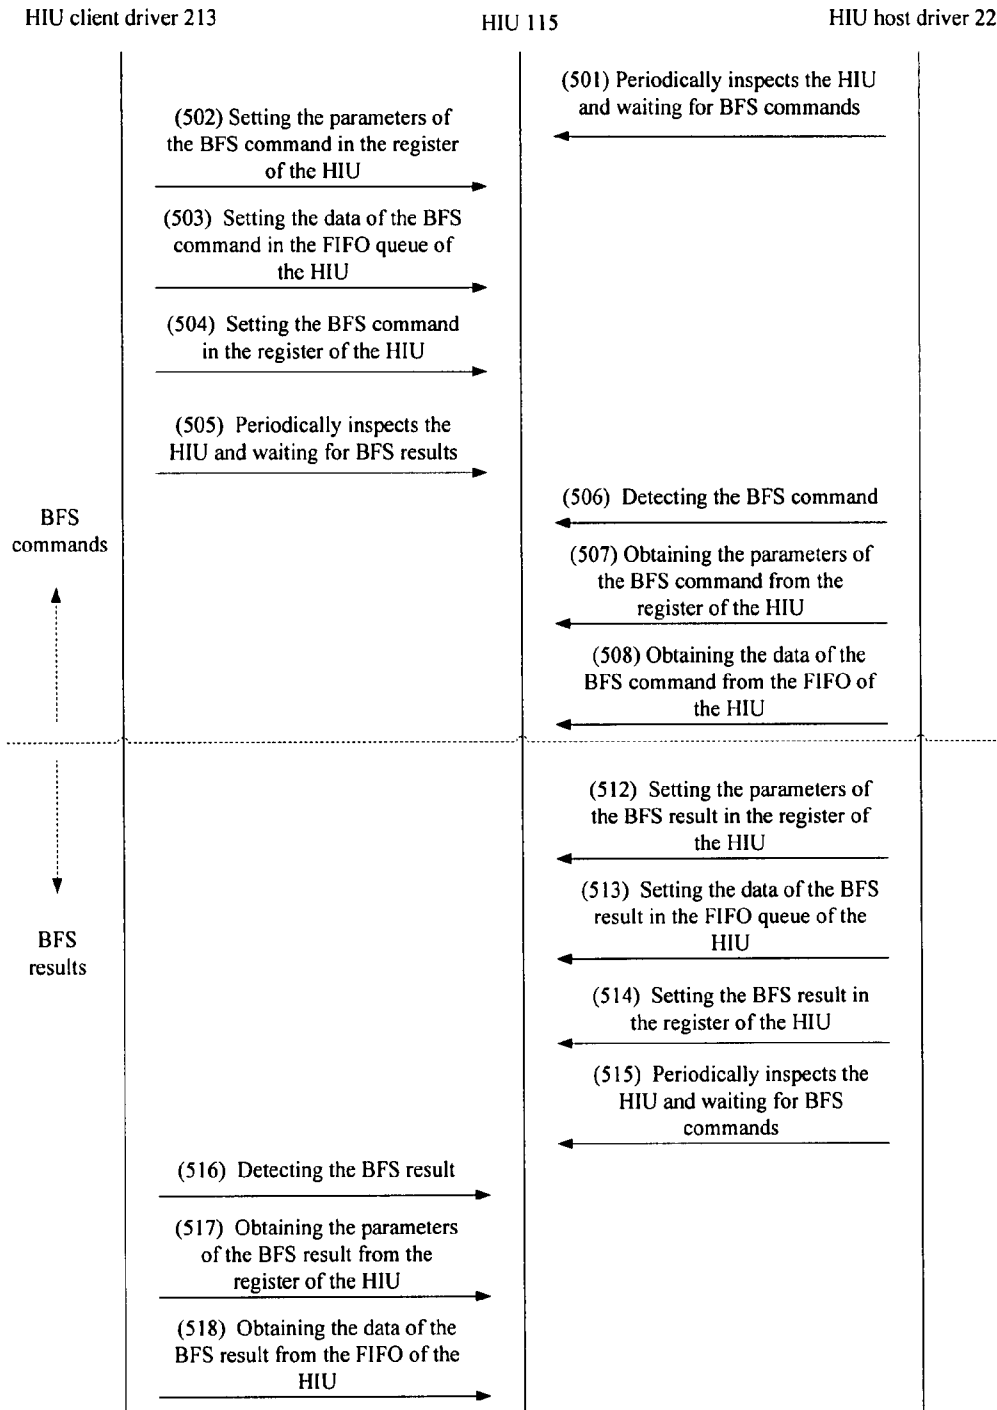 HIU client driver 213
HIU 115
HIU host driver 22
(501) Periodically inspects the HIU
and waiting for BFS commands
(502) Setting the parameters of
the BFS command in the register
of the HIU
(503) Setting the data of the BFS
command in the FIFO queue of
the HIU
(504) Setting the BFS command
in the register of the HIU
(505) Periodically inspects the
HIU and waiting for BFS results
(506) Detecting the BFS command
BFS
commands
(507) Obtaining the parameters of
the BFS command from the
register of the HIU
(508) Obtaining the data of the
BFS command from the FIFO of
the HIU
(512) Setting the parameters of
the BFS result in the register of
the HIU
(513) Setting the data of the BFS
result in the FIFO queue of the
HIU
BFS
results
(514) Setting the BFS result in
the register of the HIU
(515) Periodically inspects the
HIU and waiting for BFS
commands
(516) Detecting the BFS result
(517) Obtaining the parameters
of the BFS result from the
register of the HIU
(518) Obtaining the data of the
BFS result from the FIFO of the
HIU